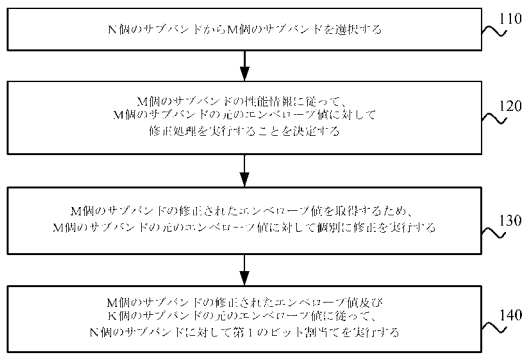 N個のサブバンドからM個のサブバンドを選択する
110
M個のサブバンドの性能情報に従って、
M個のサブバンドの元のエンベロープ値に対して
修正処理を実行することを決定する
120
M個のサブバンドの修正されたエンベロープ値を取得するため、
M個のサブバンドの元のエンベロープ値に対して個別に修正を実行する
130
M個のサブバンドの修正されたエンベロープ値及び
K個のサブバンドの元のエンベロープ値に従って、
N個のサブバンドに対して第1のビット割当てを実行する
140